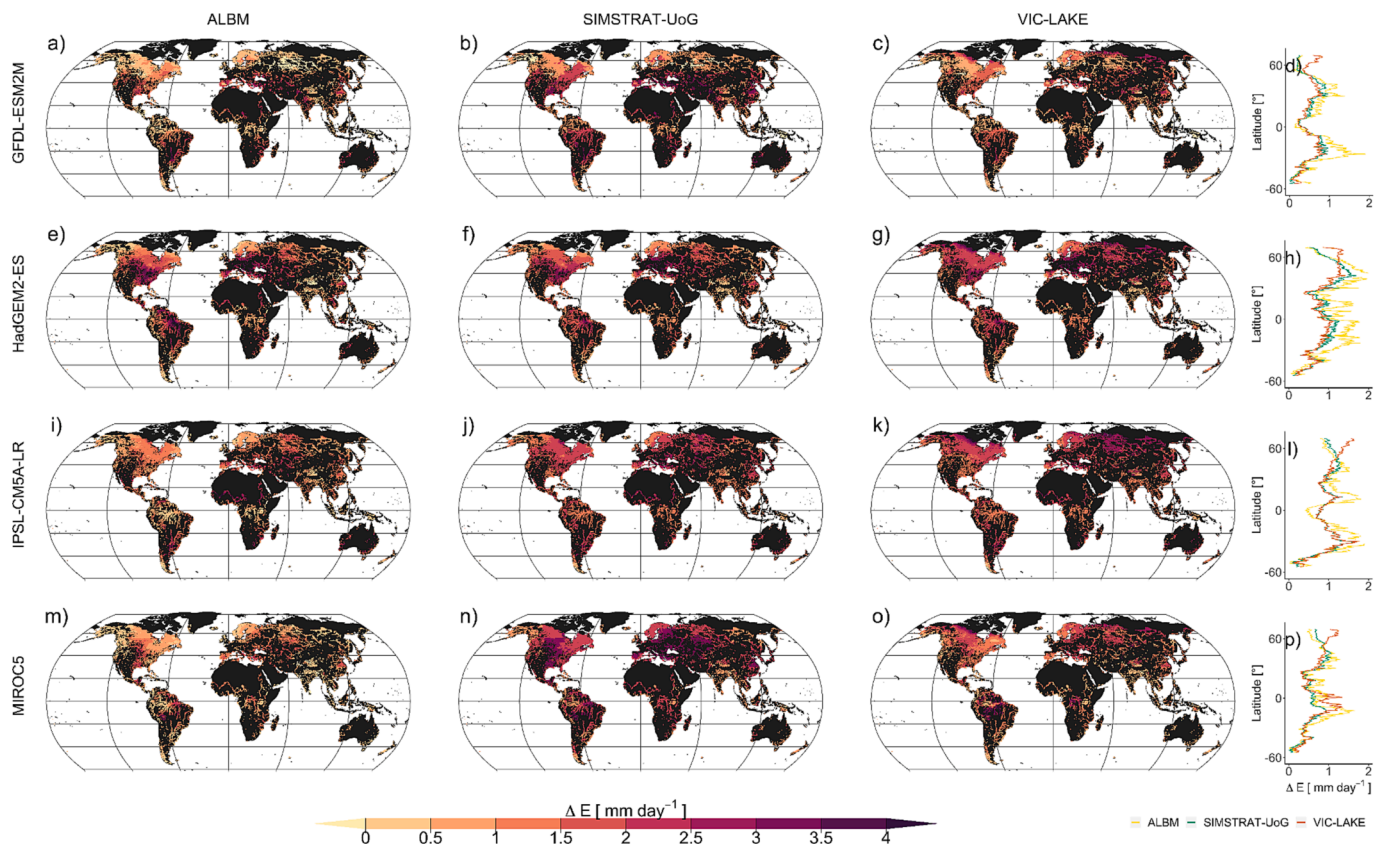 ALBM SIMSTRAT-UoG VIC-LAKE
GFDL-ESM2M
a) b) c) d)
Latitude [°]
60
0
-60
0 1 2
HadGEM2-ES
e) f) g) h)
Latitude [°]
60
0
-60
0 1 2
IPSL-CM5A-LR
i) j) k) l)
Latitude [°]
60
0
-60
0 1 2
MIROC5
m) n) o) p)
Latitude [°]
60
0
-60
0 1 2
Δ E [ mm day⁻¹]
Δ E [ mm day⁻¹]
0 0.5 1 1.5 2 2.5 3 3.5 4
ALBM SIMSTRAT-UoG VIC-LAKE